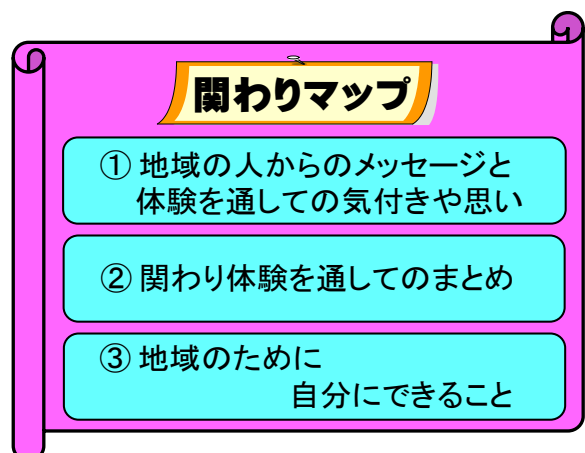 関わりマップ
① 地域の人からのメッセージと
体験を通しての気付きや思い
② 関わり体験を通してのまとめ
③ 地域のために
自分にできること